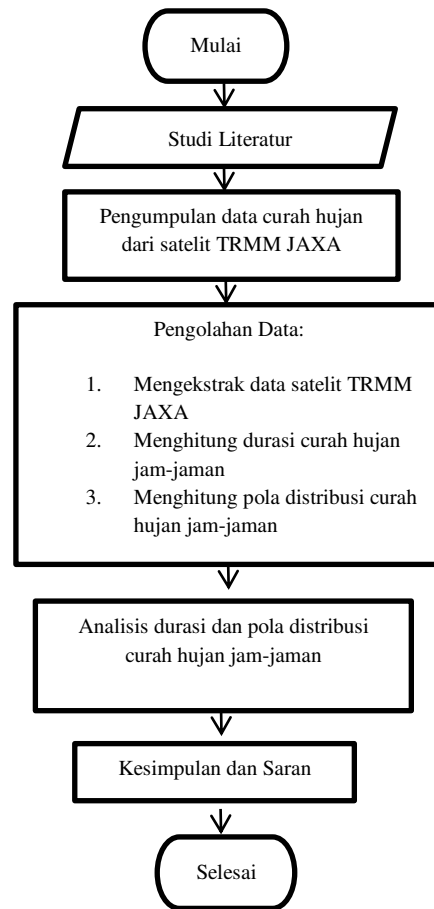 Mulai
Studi Literatur
Pengumpulan data curah hujan
dari satelit TRMM JAXA
Pengolahan Data:
1. Mengekstrak data satelit TRMM
JAXA
2. Menghitung durasi curah hujan
jam-jaman
3. Menghitung pola distribusi curah
hujan jam-jaman
Analisis durasi dan pola distribusi
curah hujan jam-jaman
Kesimpulan dan Saran
Selesai